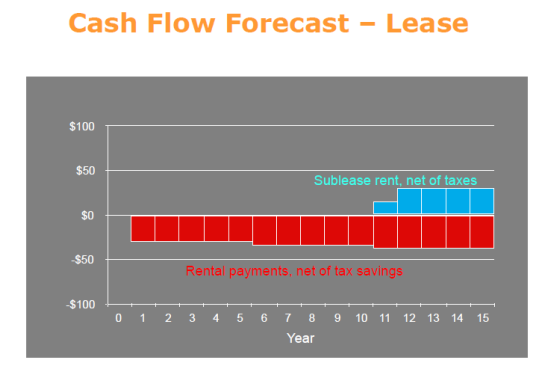 Cash Flow Forecast – Lease
$100
$50
Sublease rent, net of taxes
$0
-$50
Rental payments, net of tax savings
-$100
0 1 2 3 4 5 6 7 8 9 10 11 12 13 14 15
Year